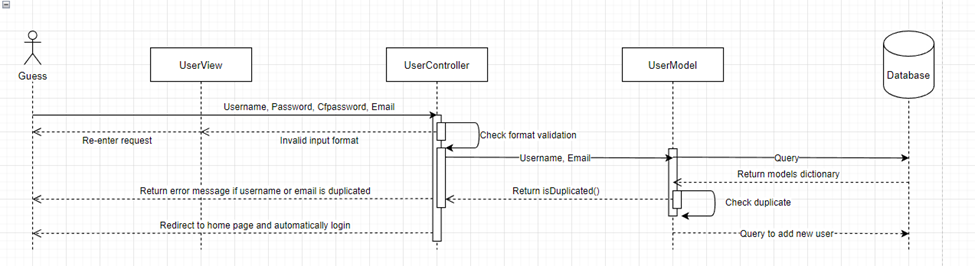 Guess
UserView
UserController
UserModel
Database
Username, Password, Cfpassword, Email
Re-enter request
Invalid input format
Check format validation
Username, Email
Query
Return models dictionary
Return error message if username or email is duplicated
Return isDuplicated()
Check duplicate
Redirect to home page and automatically login
Query to add new user